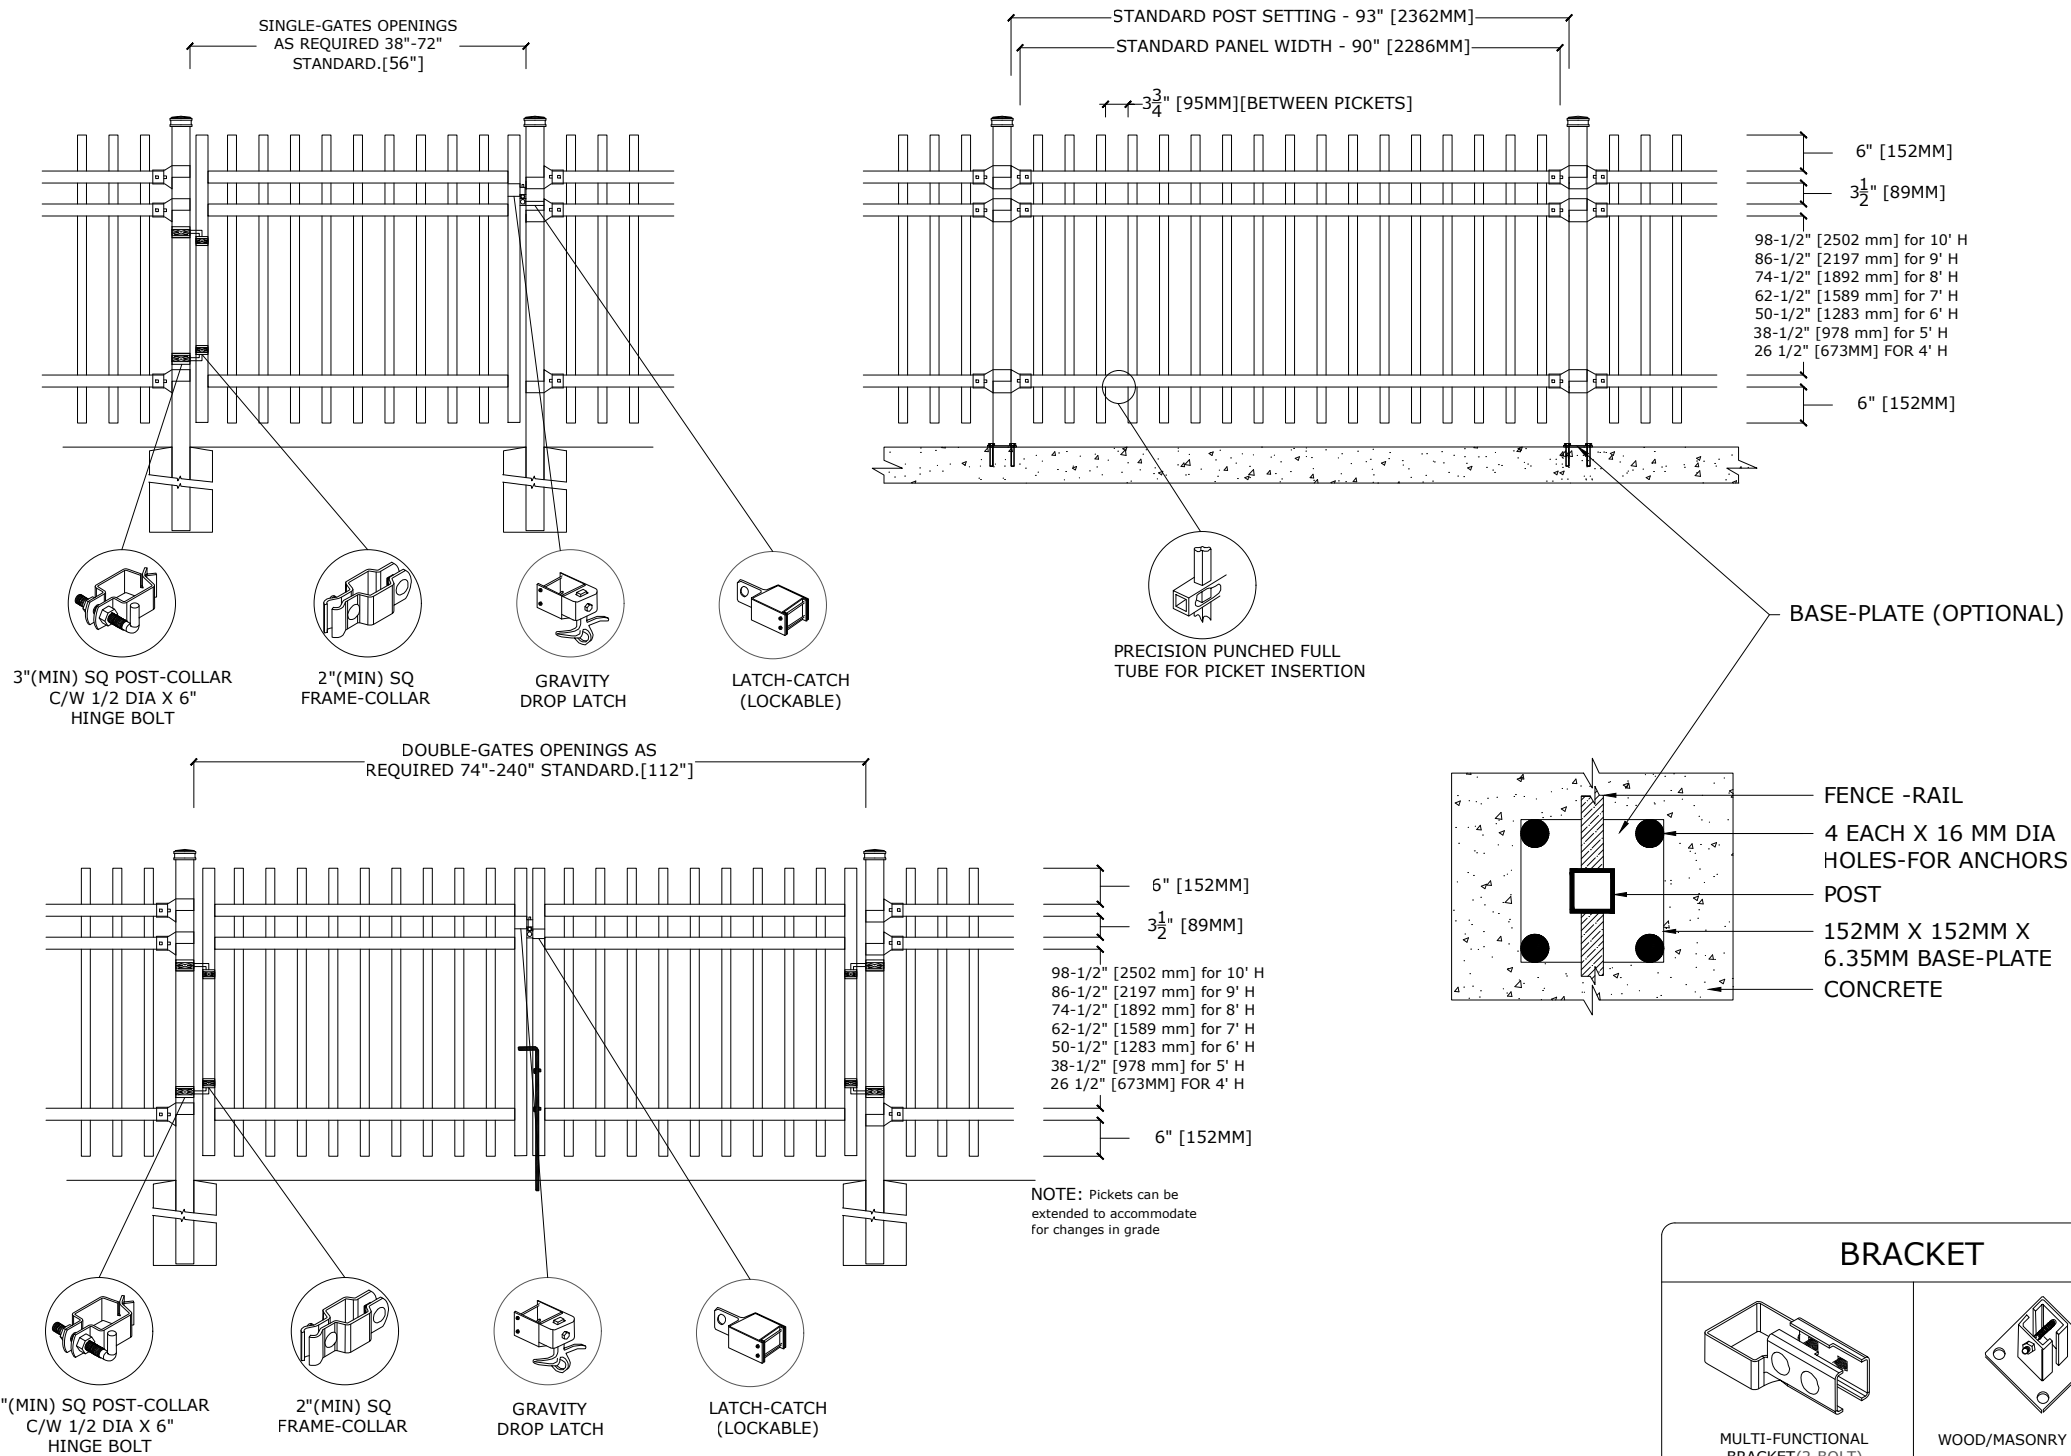 SINGLE-GATES OPENINGS
AS REQUIRED 38"-72"
STANDARD.[56"]
STANDARD POST SETTING - 93" [2362MM]
STANDARD PANEL WIDTH - 90" [2286MM]
3 3/4" [95MM][BETWEEN PICKETS]
6" [152MM]
3 1/2" [89MM]
98-1/2" [2502 mm] for 10' H
86-1/2" [2197 mm] for 9' H
74-1/2" [1892 mm] for 8' H
62-1/2" [1589 mm] for 7' H
50-1/2" [1283 mm] for 6' H
38-1/2" [978 mm] for 5' H
26 1/2" [673MM] FOR 4' H
6" [152MM]
3"(MIN) SQ POST-COLLAR
C/W 1/2 DIA X 6"
HINGE BOLT
2"(MIN) SQ
FRAME-COLLAR
GRAVITY
DROP LATCH
LATCH-CATCH
(LOCKABLE)
PRECISION PUNCHED FULL
TUBE FOR PICKET INSERTION
BASE-PLATE (OPTIONAL)
FENCE -RAIL
4 EACH X 16 MM DIA
HOLES-FOR ANCHORS
POST
152MM X 152MM X
6.35MM BASE-PLATE
CONCRETE
DOUBLE-GATES OPENINGS AS
REQUIRED 74"-240" STANDARD.[112"]
6" [152MM]
3 1/2" [89MM]
98-1/2" [2502 mm] for 10' H
86-1/2" [2197 mm] for 9' H
74-1/2" [1892 mm] for 8' H
62-1/2" [1589 mm] for 7' H
50-1/2" [1283 mm] for 6' H
38-1/2" [978 mm] for 5' H
26 1/2" [673MM] FOR 4' H
6" [152MM]
NOTE: Pickets can be
extended to accommodate
for changes in grade
"(MIN) SQ POST-COLLAR
C/W 1/2 DIA X 6"
HINGE BOLT
2"(MIN) SQ
FRAME-COLLAR
GRAVITY
DROP LATCH
LATCH-CATCH
(LOCKABLE)
BRACKET
MULTI-FUNCTIONAL
BRACKET(2-BOLT)
WOOD/MASONRY